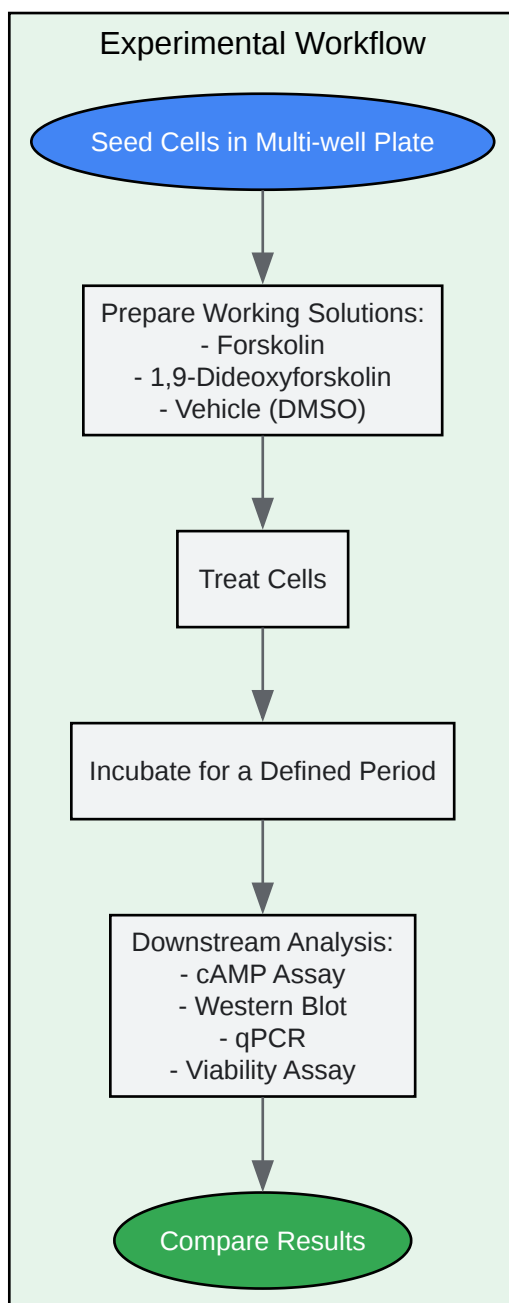 Experimental Workflow
Seed Cells in Multi-well Plate
Prepare Working Solutions:
- Forskolin
- 1,9-Dideoxyforskolin
- Vehicle (DMSO)
Treat Cells
Incubate for a Defined Period
Downstream Analysis:
- cAMP Assay
- Western Blot
- qPCR
- Viability Assay
Compare Results